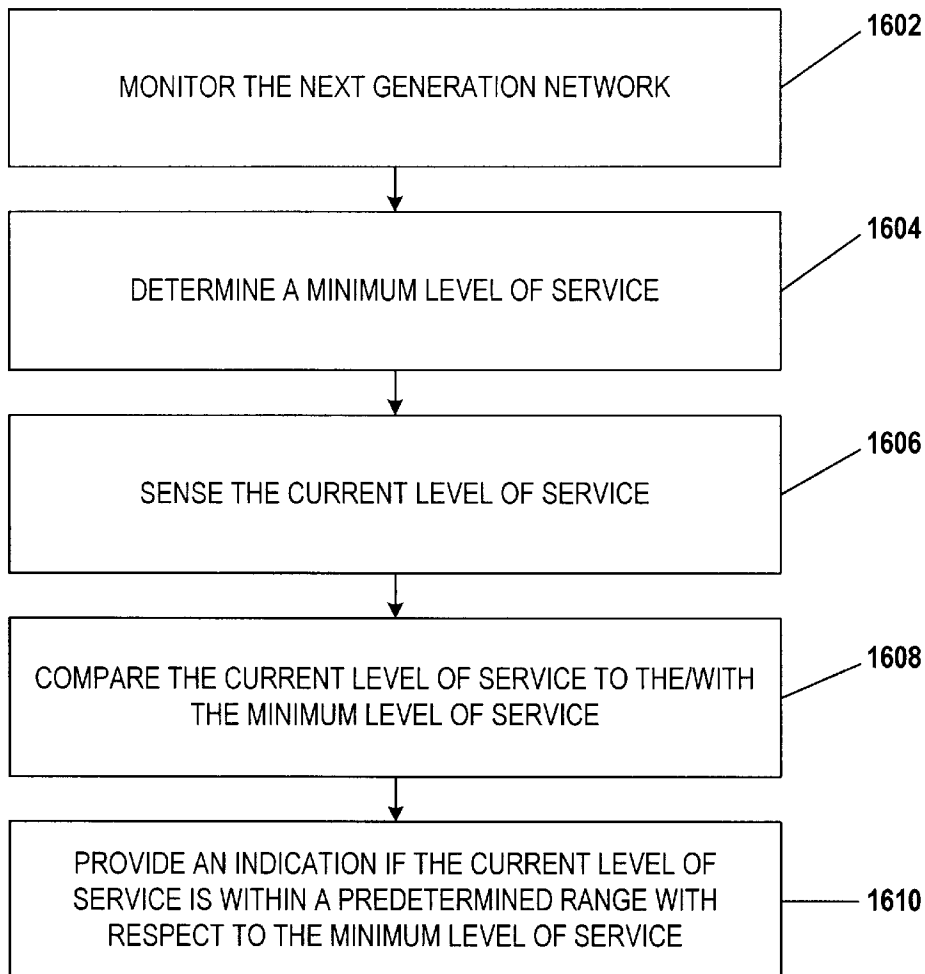 1602
MONITOR THE NEXT GENERATION NETWORK
1604
DETERMINE A MINIMUM LEVEL OF SERVICE
1606
SENSE THE CURRENT LEVEL OF SERVICE
1608
COMPARE THE CURRENT LEVEL OF SERVICE TO THE/WITH
THE MINIMUM LEVEL OF SERVICE
PROVIDE AN INDICATION IF THE CURRENT LEVEL OF
SERVICE IS WITHIN A PREDETERMINED RANGE WITH
RESPECT TO THE MINIMUM LEVEL OF SERVICE
1610